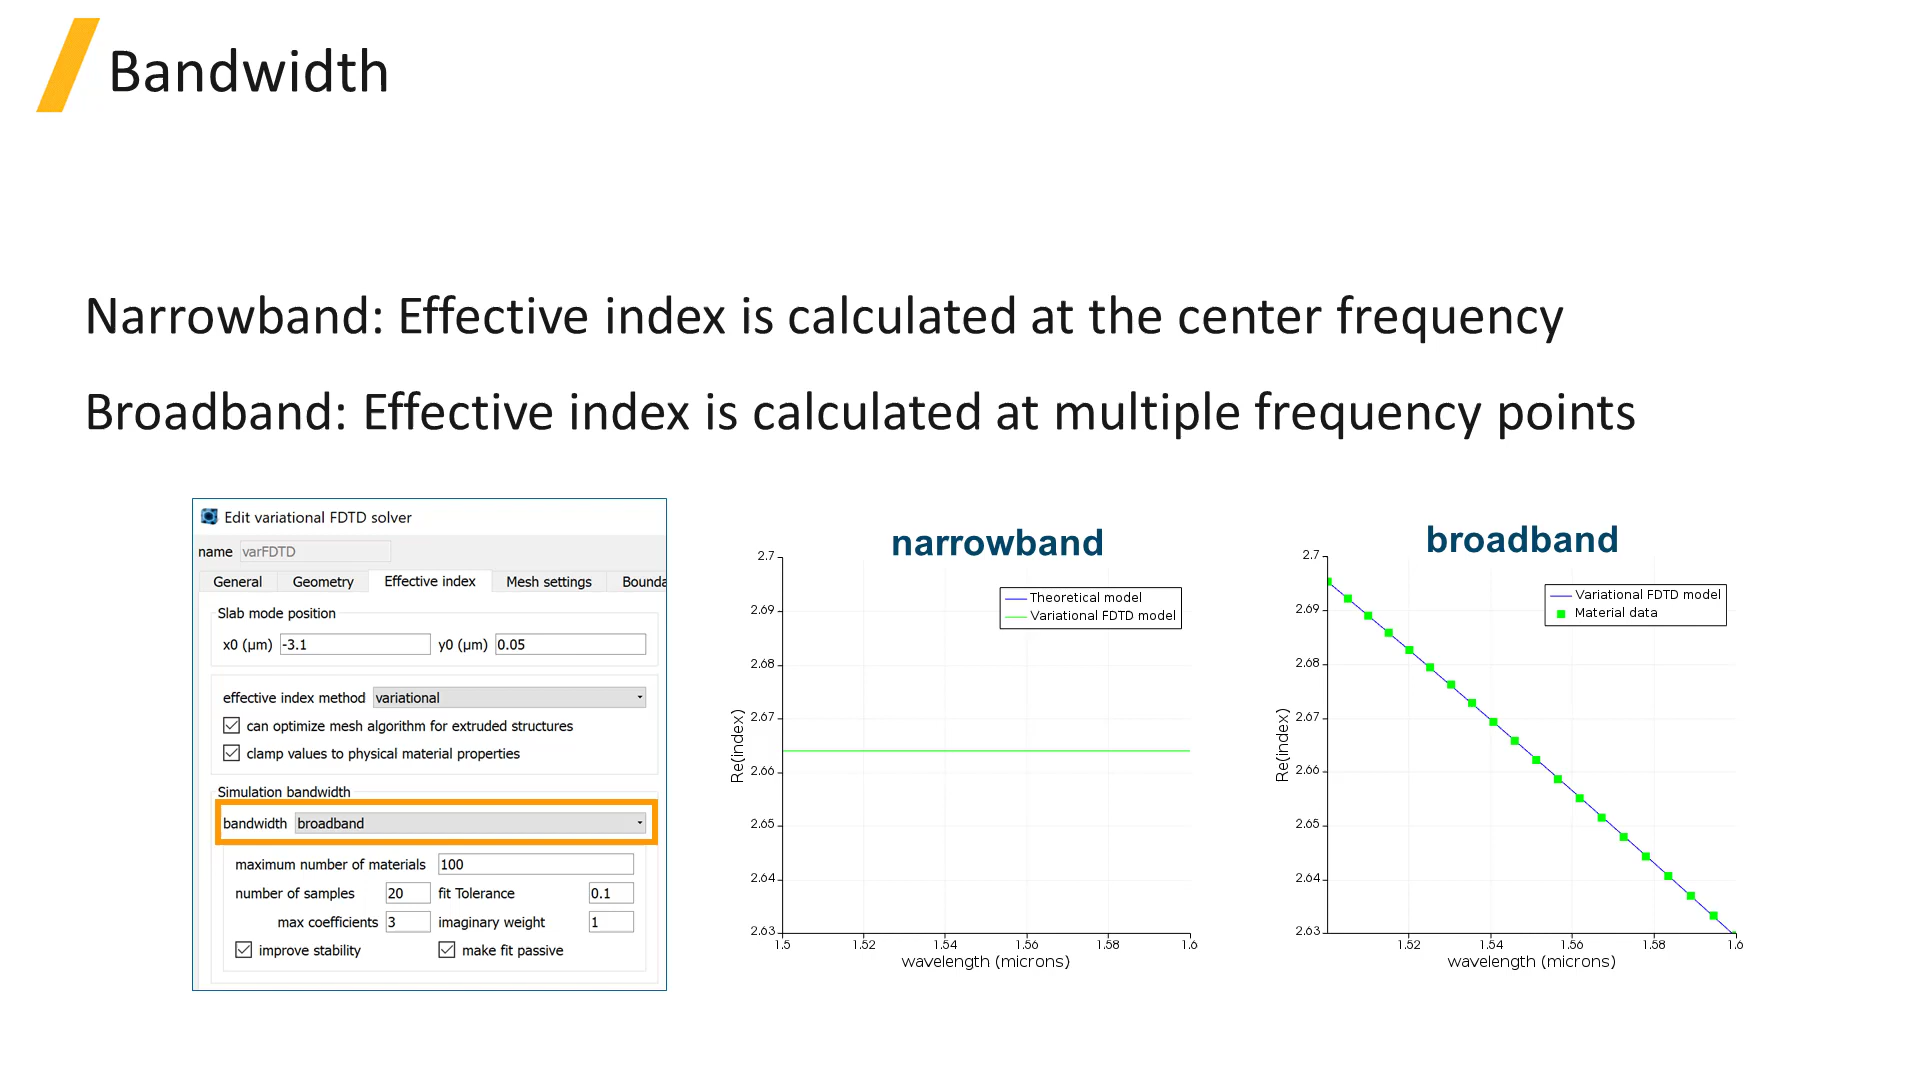 Bandwidth
Narrowband: Effective index is calculated at the center frequency
Broadband: Effective index is calculated at multiple frequency points
Edit variational FDTD solver
name varFDTD
General Geometry Effective index Mesh settings Bounda
Slab mode position
x0 (µm) -3.1 y0 (µm) 0.05
effective index method variational
can optimize mesh algorithm for extruded structures
clamp values to physical material properties
Simulation bandwidth
bandwidth broadband
maximum number of materials 100
number of samples 20 fit Tolerance 0.1
max coefficients 3 imaginary weight 1
improve stability make fit passive
narrowband
2.7
2.69
2.68
2.67
2.66
2.65
2.64
2.63
Re(index)
Theoretical model
Variational FDTD model
1.5 1.52 1.54 1.56 1.58 1.6
wavelength (microns)
broadband
2.7
2.69
2.68
2.67
2.66
2.65
2.64
2.63
Re(index)
Variational FDTD model
Material data
1.52 1.54 1.56 1.58 1.6
wavelength (microns)